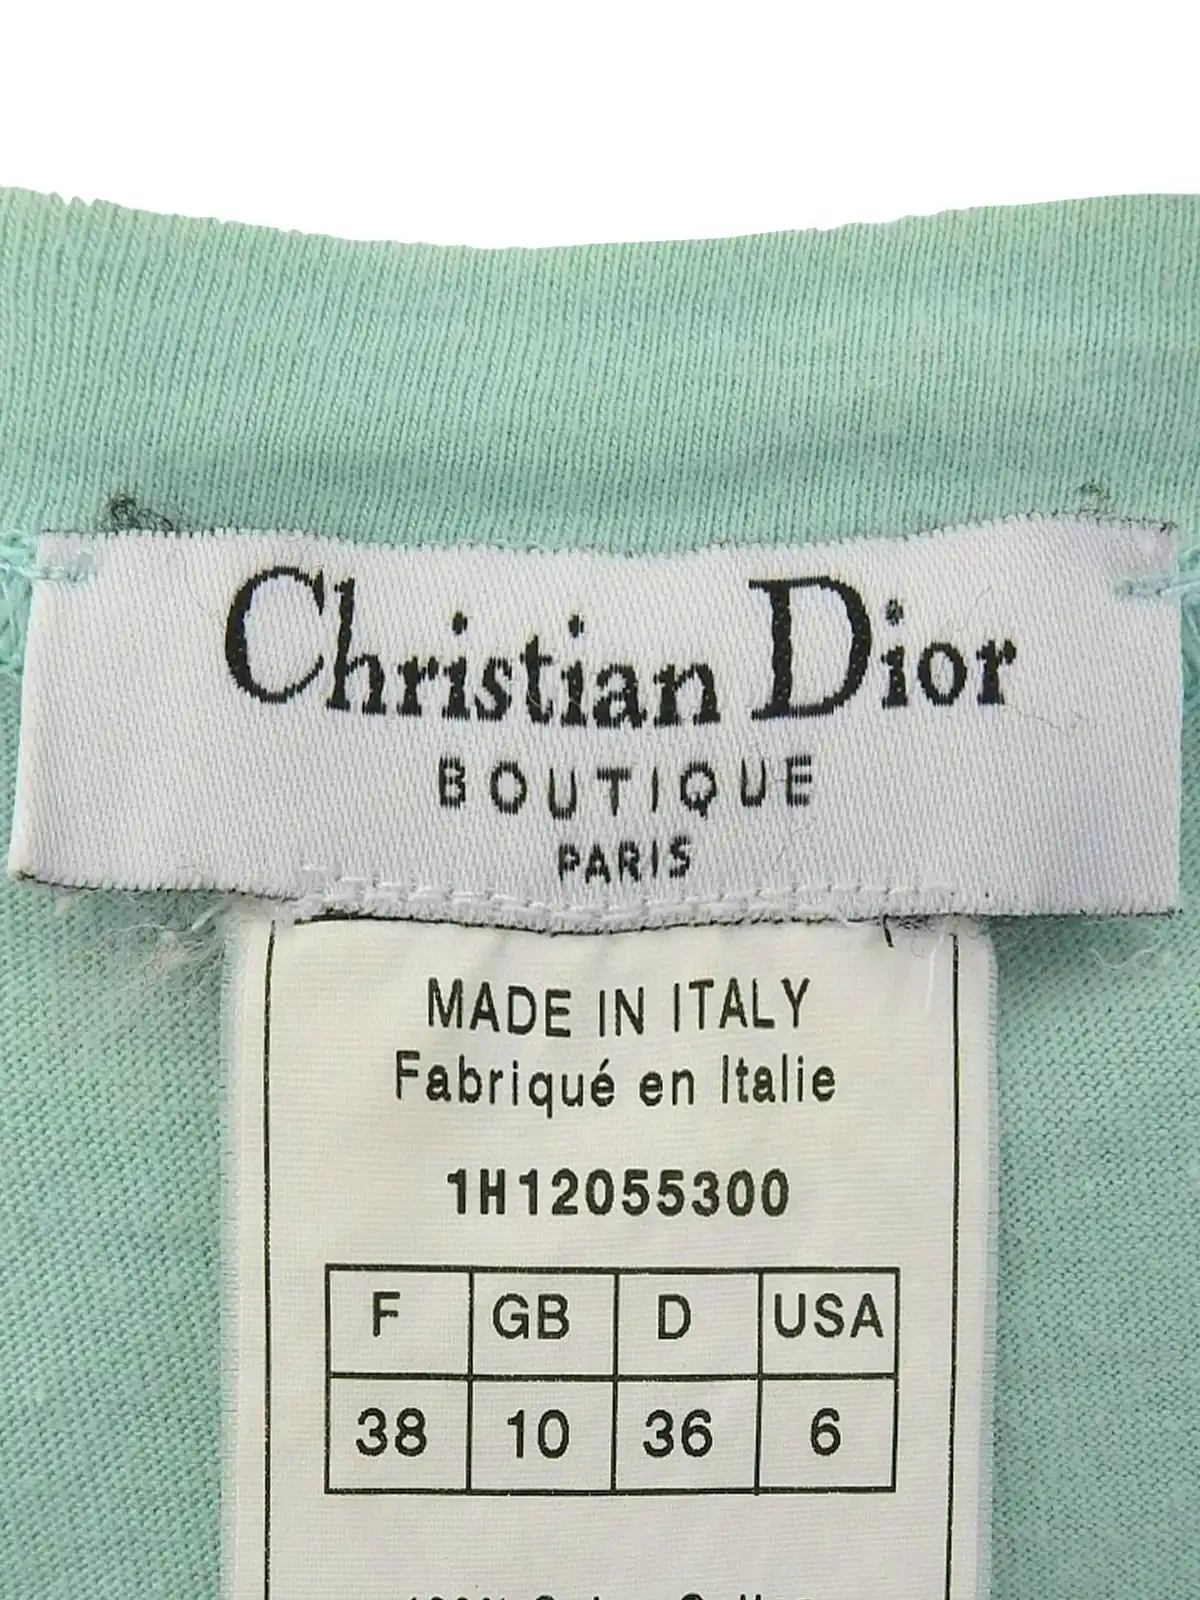 Christian Dior
BOUTIQUE
PARIS
MADE IN ITALY
Fabriqué en Italie
1H12055300
F GB D USA
38 10 36 6